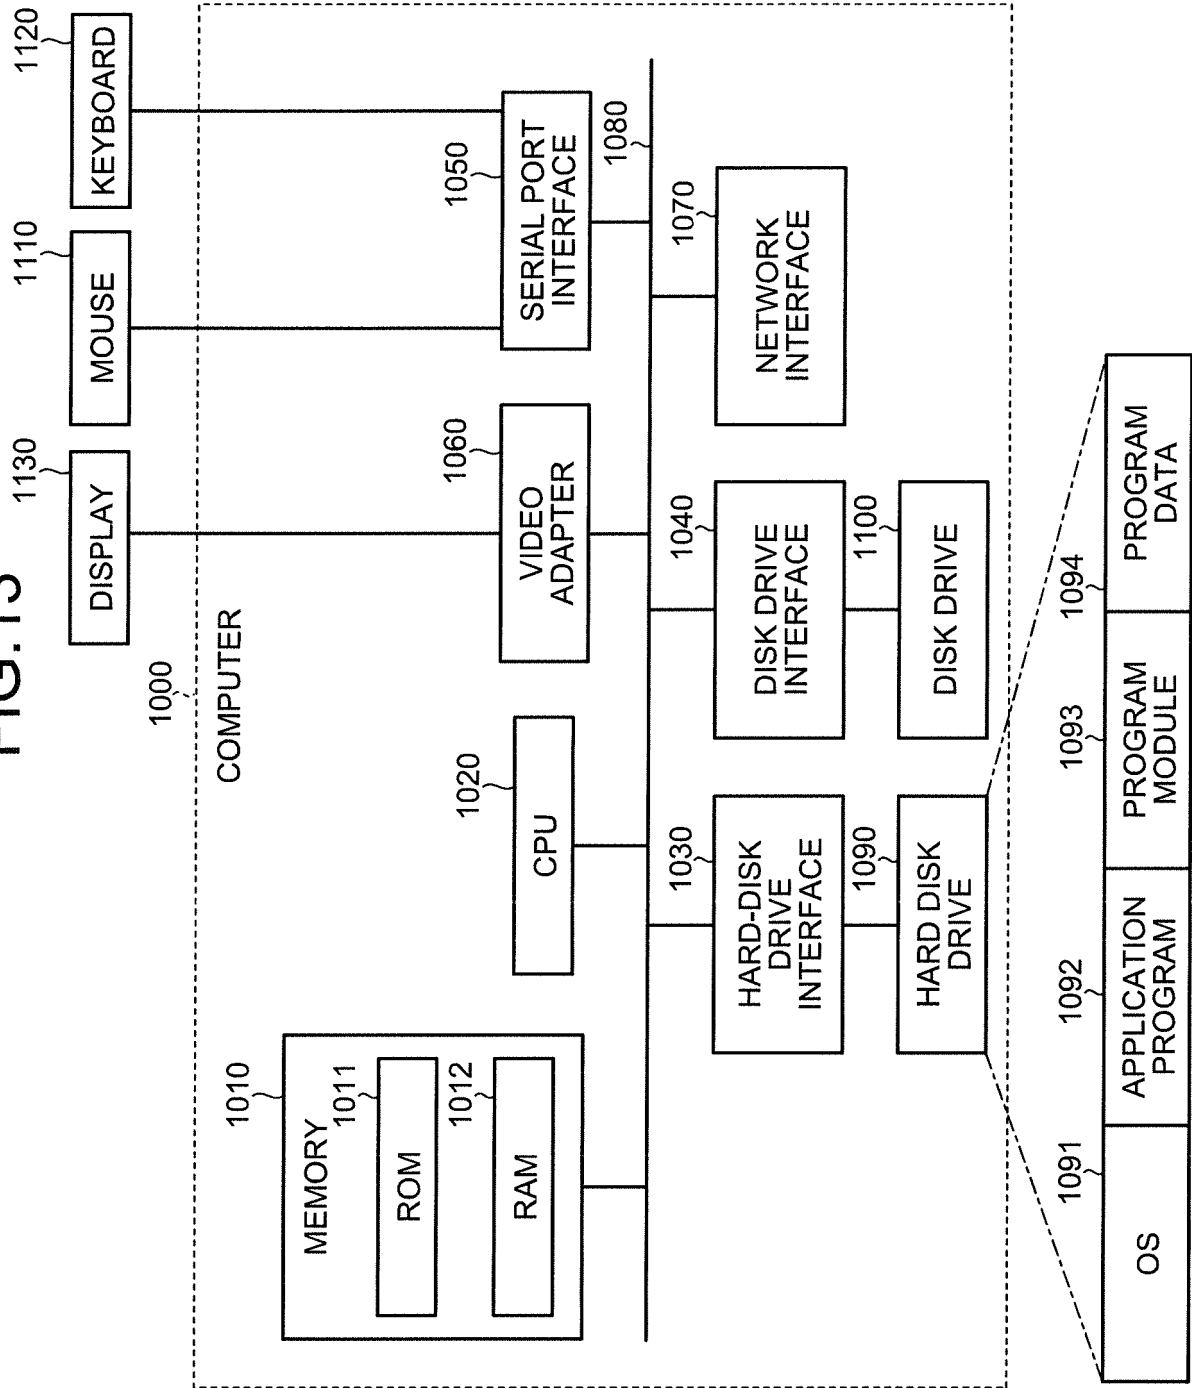 1130
1110
1120
DISPLAY
MOUSE
KEYBOARD
1000
COMPUTER
1010
MEMORY
1011
ROM
1012
RAM
1020
CPU
1060
VIDEO
ADAPTER
1050
SERIAL PORT
INTERFACE
1080
1030
HARD-DISK
DRIVE
INTERFACE
1040
DISK DRIVE
INTERFACE
1070
NETWORK
INTERFACE
1090
HARD DISK
DRIVE
1100
DISK DRIVE
1091
OS
1092
APPLICATION
PROGRAM
1093
PROGRAM
MODULE
1094
PROGRAM
DATA